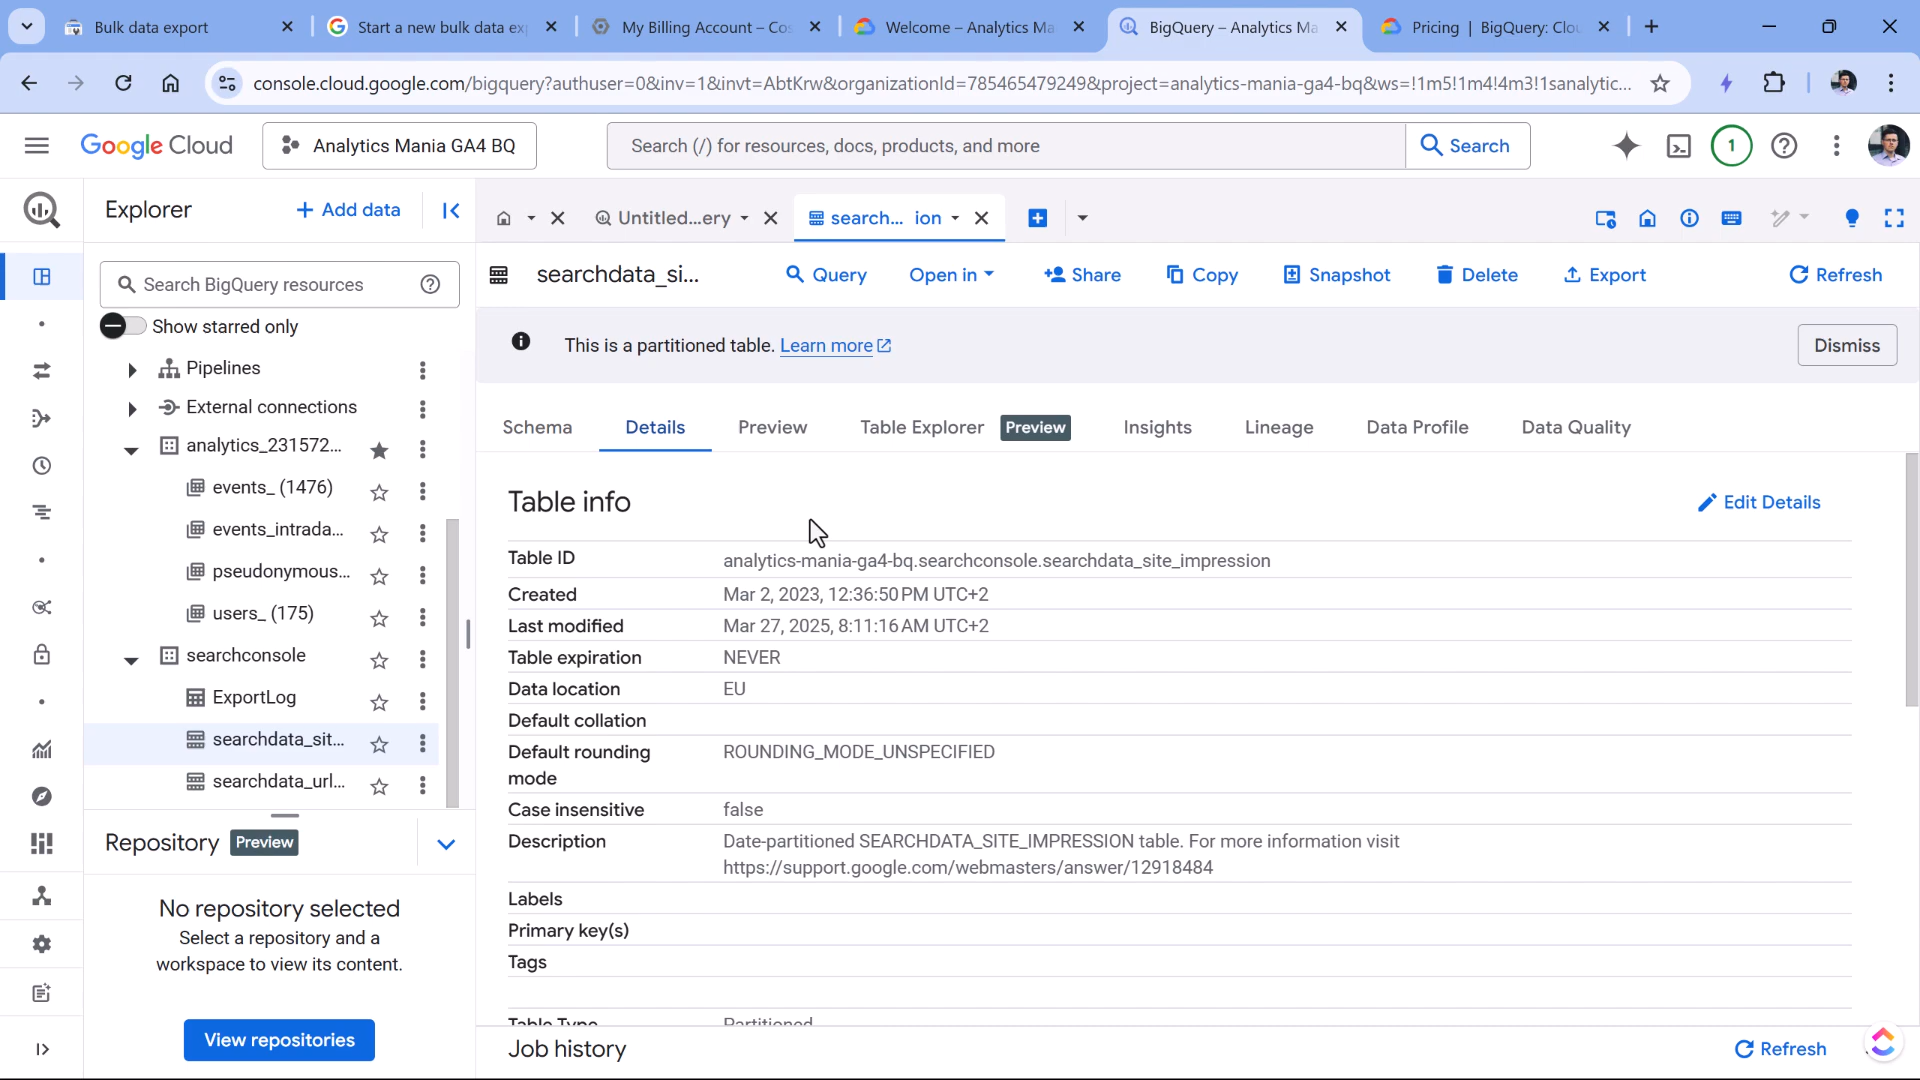 Bulk data export
Start a new bulk data ex
My Billing Account – Cos
Welcome – Analytics Ma
BigQuery – Analytics Ma
Pricing | BigQuery: Clou
console.cloud.google.com/bigquery?authuser=0&inv=1&invt=AbtKrw&organizationId=785465479249&project=analytics-mania-ga4-bq&ws=!1m5!1m4!4m3!1sanalytic...
Google Cloud
Analytics Mania GA4 BQ
Search (/) for resources, docs, products, and more
Search
1
Explorer
+ Add data
Untitled...ery
search... ion
Search BigQuery resources
Show starred only
searchdata_si...
Query
Open in
Share
Copy
Snapshot
Delete
Export
Refresh
This is a partitioned table. Learn more
Dismiss
Pipelines
External connections
analytics_231572...
events_ (1476)
events_intrada...
pseudonymous...
users_ (175)
searchconsole
ExportLog
searchdata_sit...
searchdata_url...
Schema
Details
Preview
Table Explorer Preview
Insights
Lineage
Data Profile
Data Quality
Table info
Edit Details
Table ID analytics-mania-ga4-bq.searchconsole.searchdata_site_impression
Created Mar 2, 2023, 12:36:50 PM UTC+2
Last modified Mar 27, 2025, 8:11:16 AM UTC+2
Table expiration NEVER
Data location EU
Default collation
Default rounding mode ROUNDING_MODE_UNSPECIFIED
Case insensitive false
Description Date-partitioned SEARCHDATA_SITE_IMPRESSION table. For more information visit
https://support.google.com/webmasters/answer/12918484
Labels
Primary key(s)
Tags
Table Type Partitioned
Repository Preview
No repository selected
Select a repository and a
workspace to view its content.
View repositories
Job history
Refresh